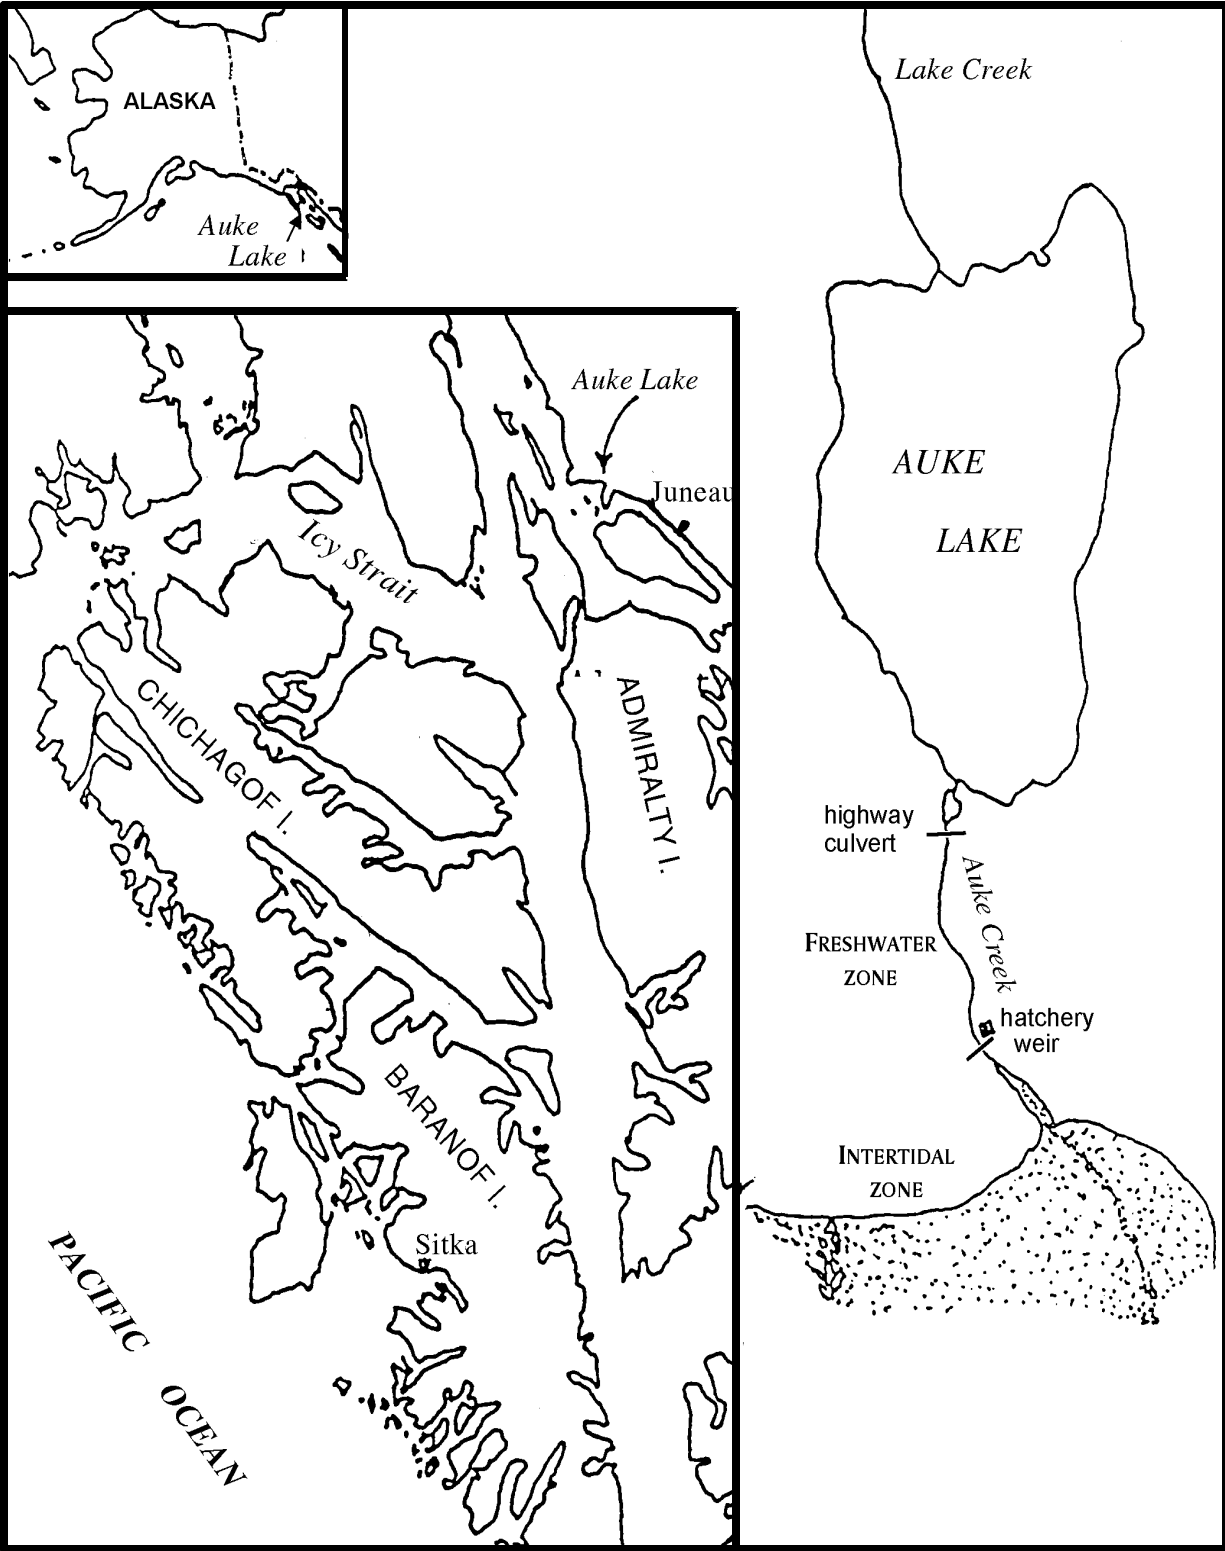 ALASKA
Auke
Lake
Auke Lake
Juneau
Icy Strait
CHICHAGOF I.
ADMIRALTY I.
BARANOF I.
Sitka
PACIFIC
OCEAN
Lake Creek
AUKE
LAKE
highway
culvert
Auke Creek
FRESHWATER
ZONE
hatchery
weir
INTERTIDAL
ZONE